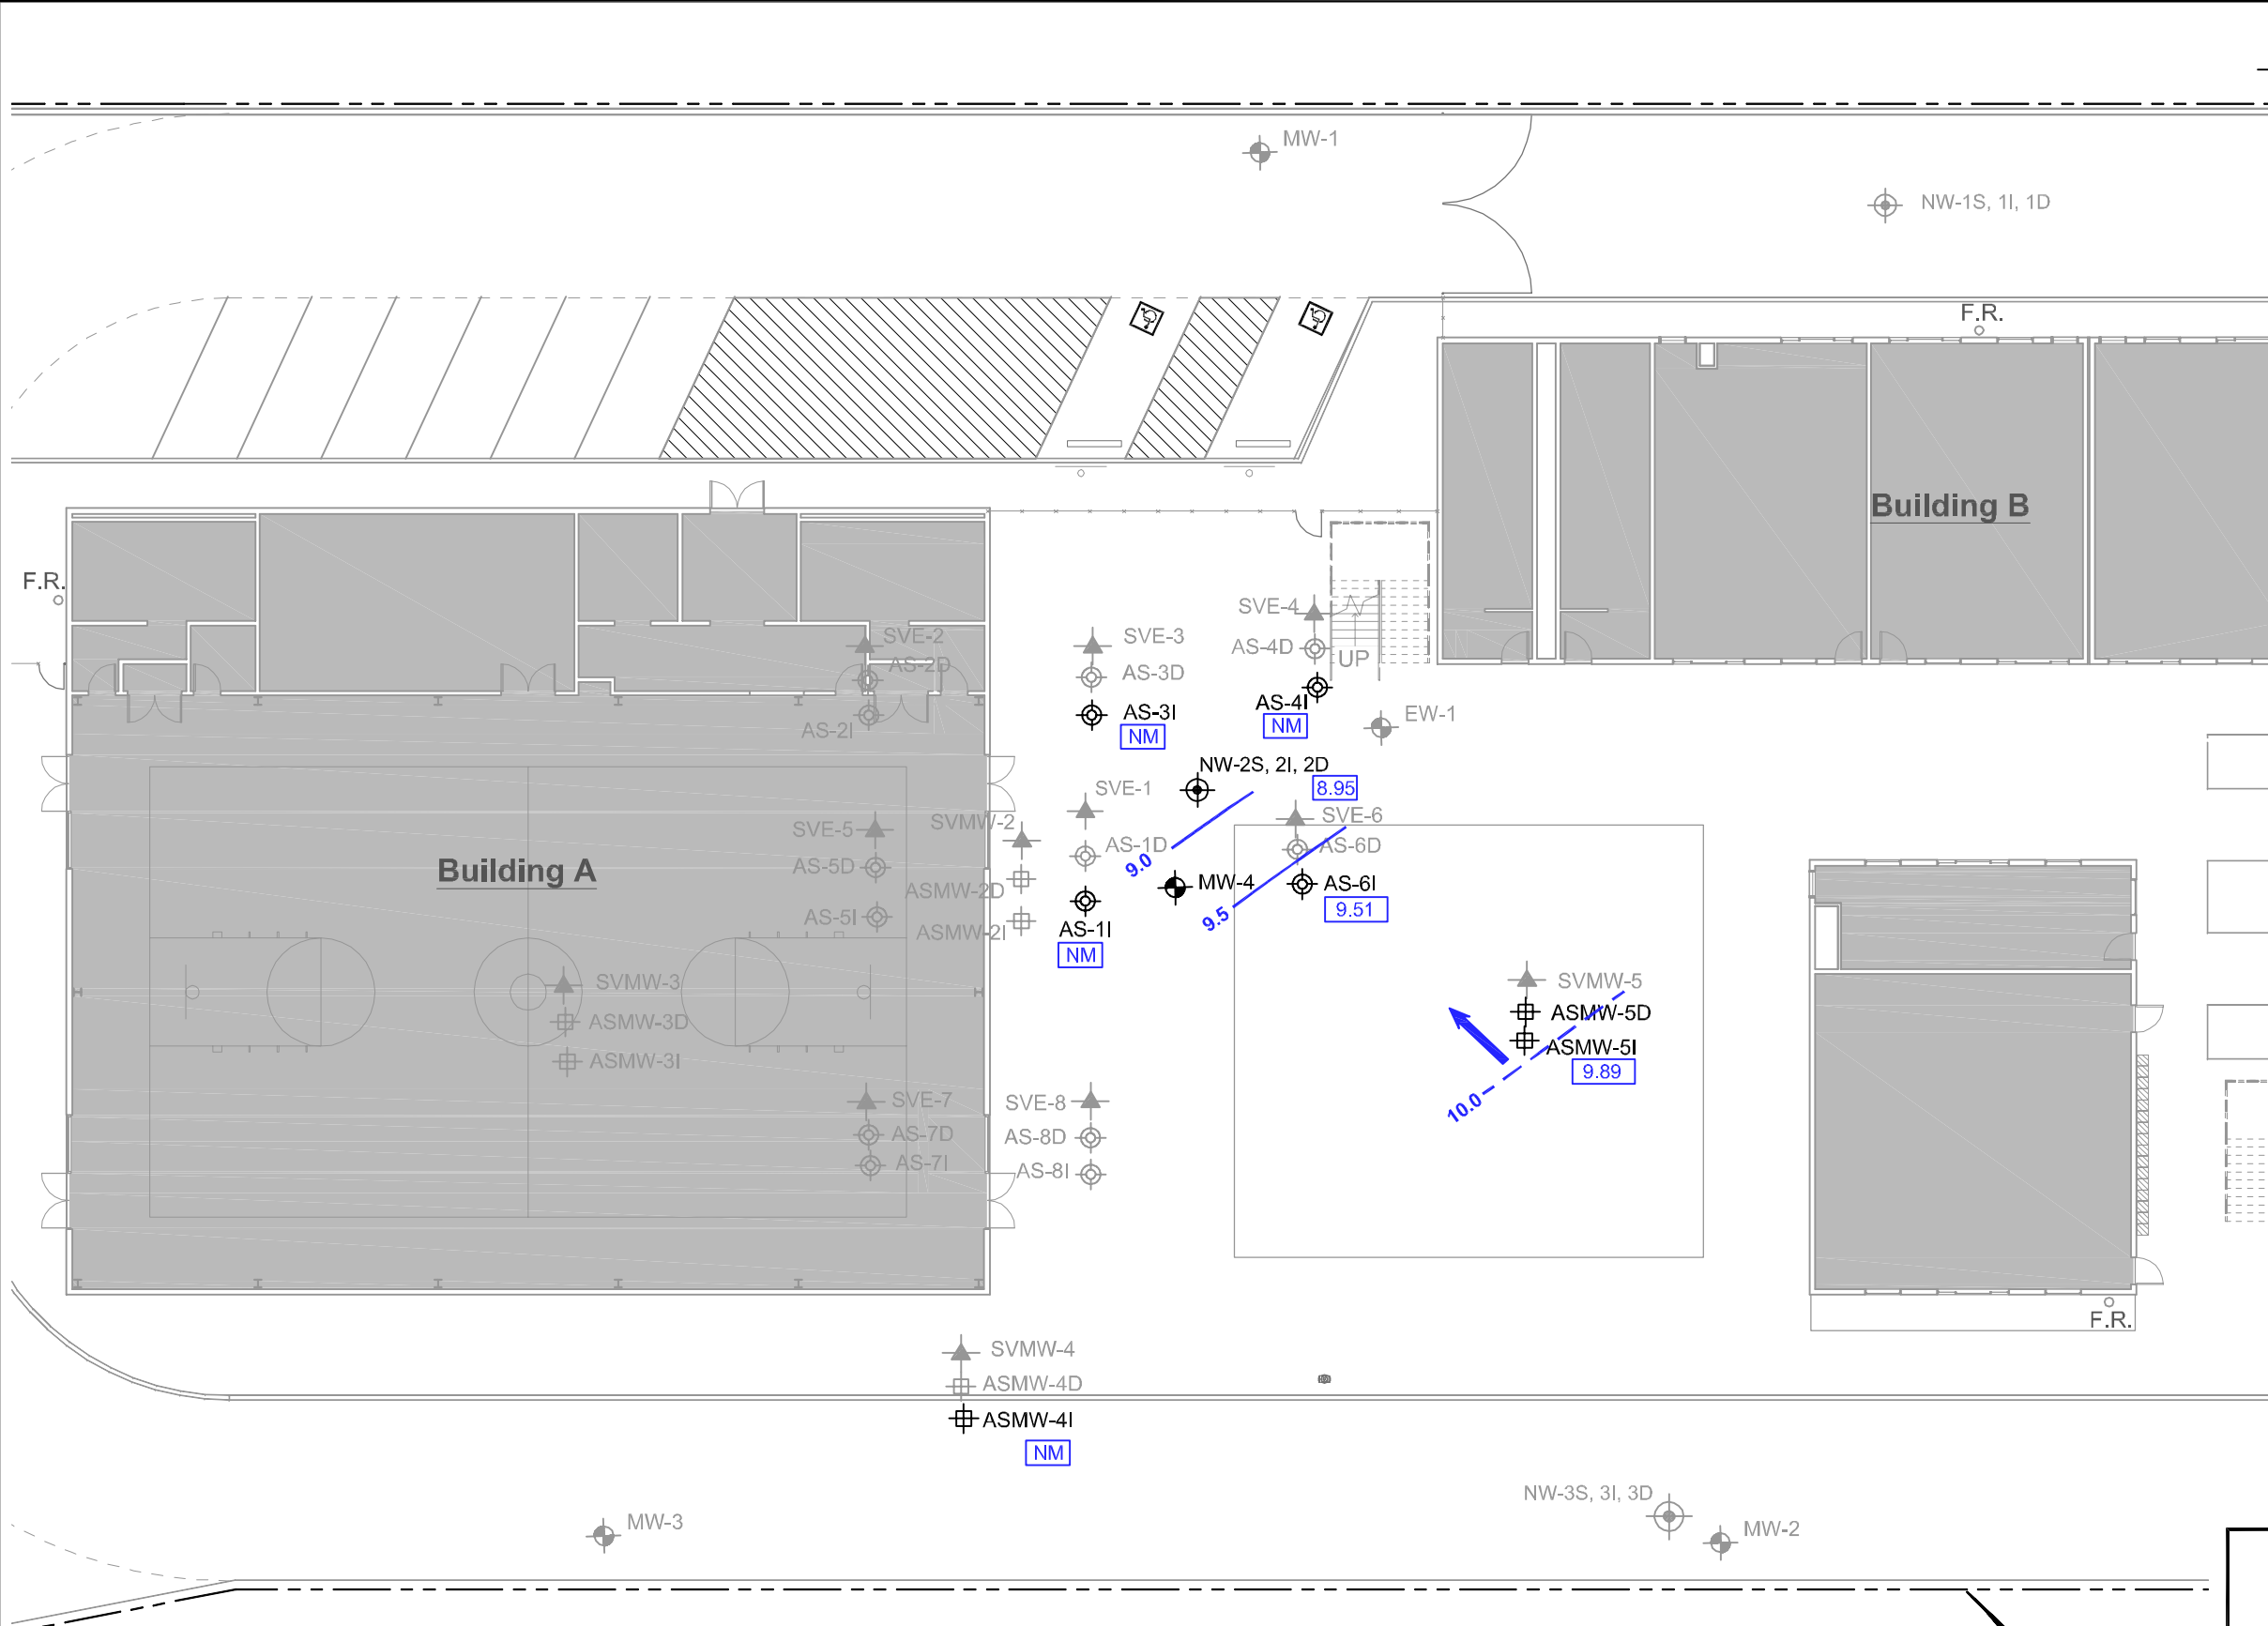 MW-1
NW-1S, 1I, 1D
F.R.
Building B
F.R.
SVE-4
SVE-2
SVE-3
AS-4D
UP
AS-2D
AS-3D
AS-4I
NM
AS-3I
NM
EW-1
AS-2I
NW-2S, 2I, 2D
8.95
SVE-1
SVE-6
SVE-5
SVMW-2
AS-1D
AS-6D
9.0
Building A
AS-5D
ASMW-2D
MW-4
AS-6I
9.51
9.5
AS-5I
ASMW-2I
AS-1I
NM
SVMW-3
SVMW-5
ASMW-5D
ASMW-3D
ASMW-5I
9.89
ASMW-3I
10.0
SVE-7
SVE-8
AS-7D
AS-8D
AS-7I
AS-8I
F.R.
SVMW-4
ASMW-4D
ASMW-4I
NM
NW-3S, 3I, 3D
MW-3
MW-2